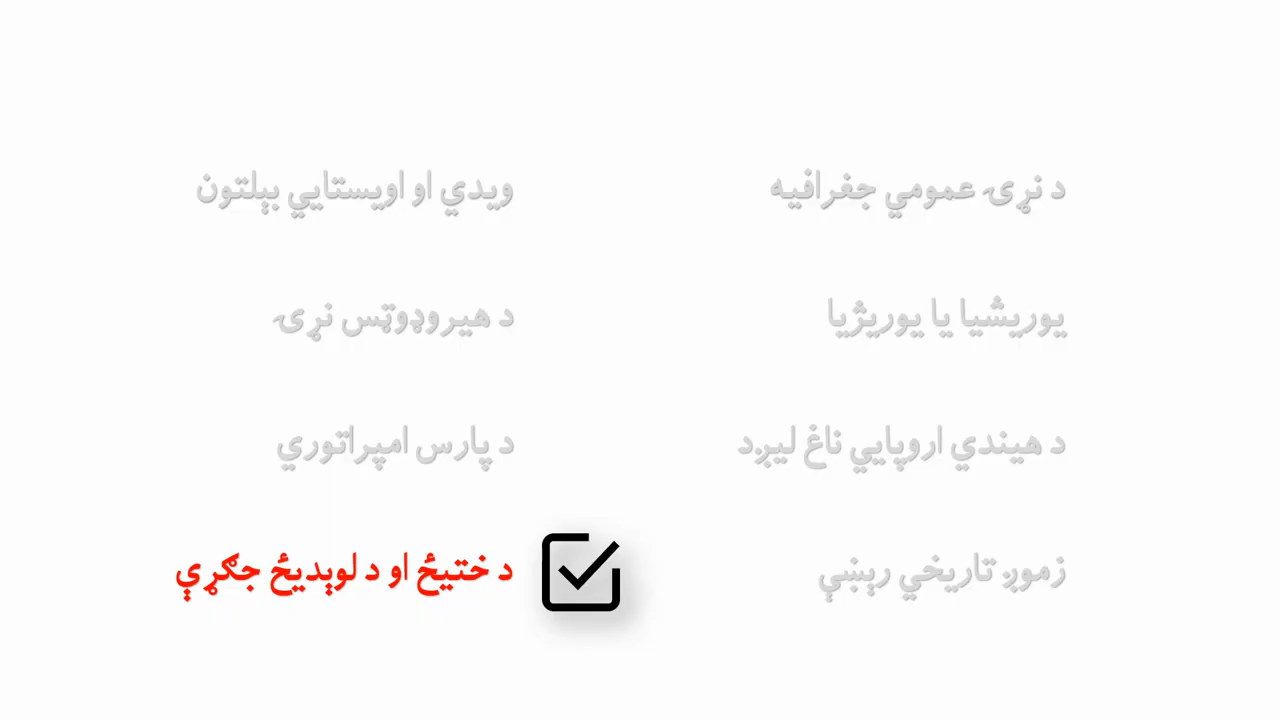 د نړۍ عمومي جغرافيه
يوريشيا يا يوريژيا
د هيندي اروپايي ناغ ليږد
زموږ تاريخي رېښې
ويدي او اويستايي بېلتون
د هيروډوټس نړۍ
د پارس امپراتوري
د ختيځ او د لوېديځ جګړې